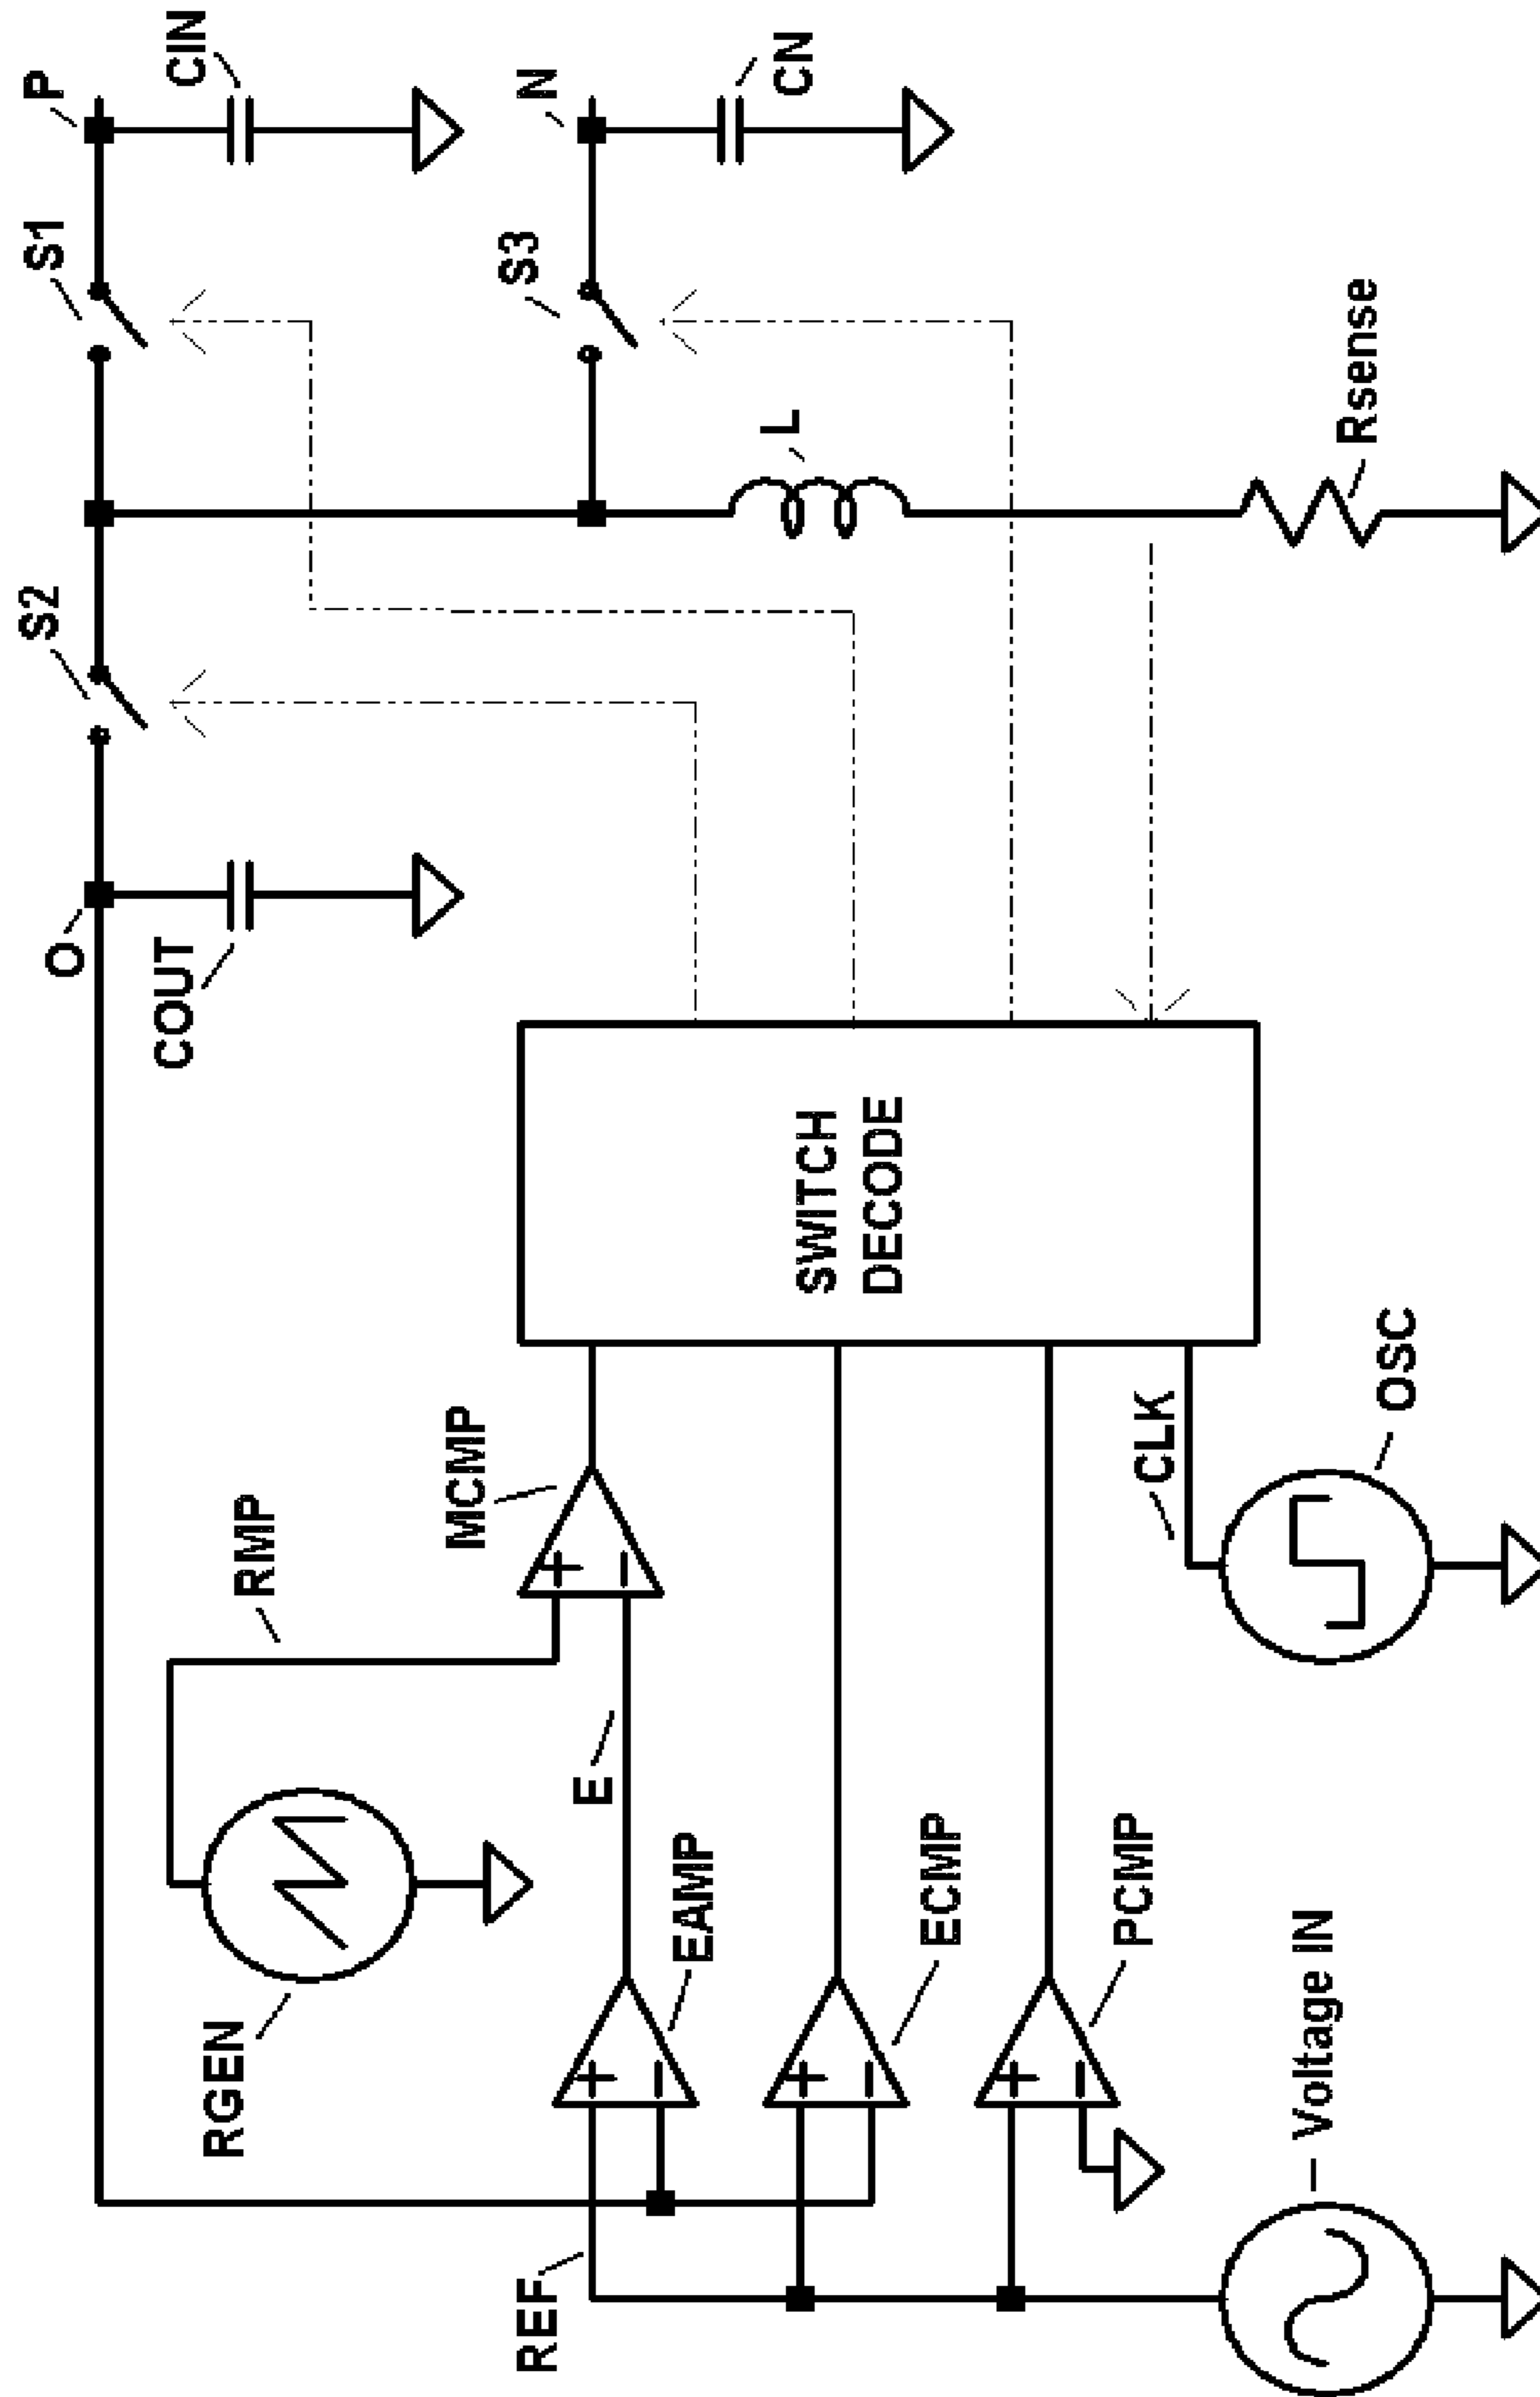 P
CIN
S1
N
CN
S3
S2
L
Rsense
O
COUT
SWITCH
DECODE
RMP
MCMP
CLK
OSC
RGEN
E
EAMP
ECMP
PCMP
REF
Voltage IN